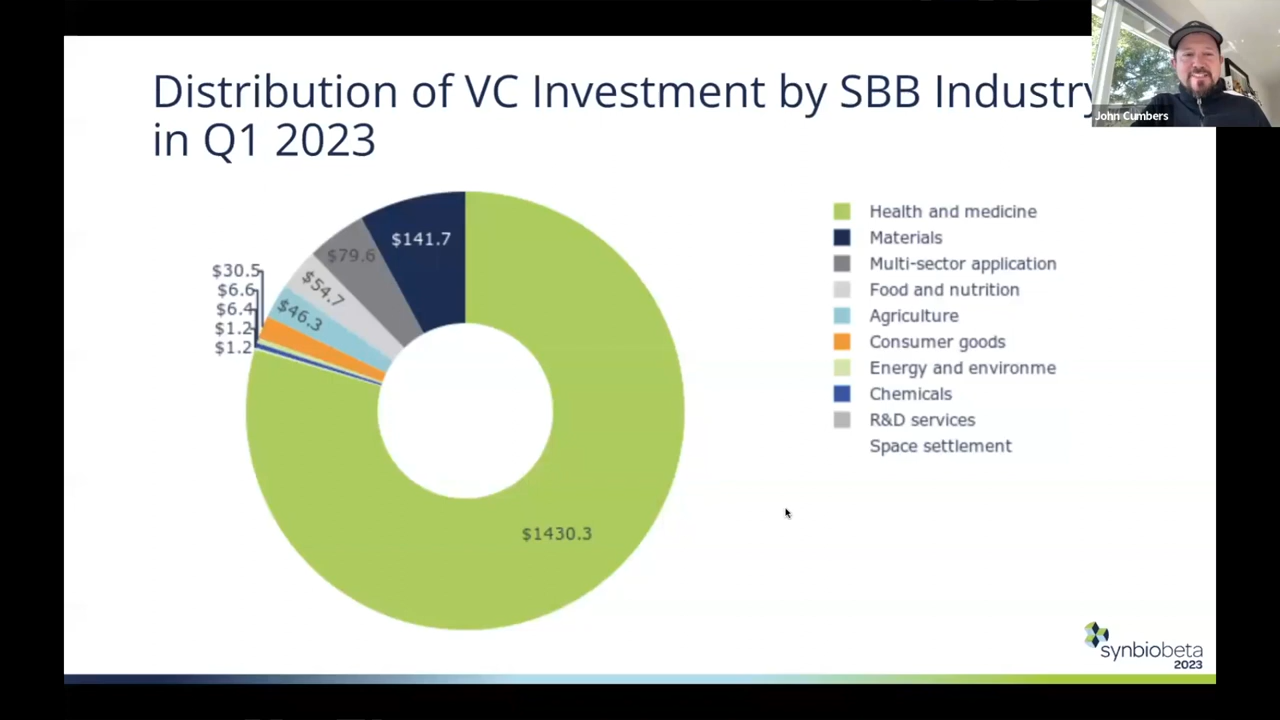 Distribution of VC Investment by SBB Industry
in Q1 2023
John Cumbers
$141.7
$79.6
$54.7
$46.3
$30.5
$6.6
$6.4
$1.2
$1.2
$1430.3
Health and medicine
Materials
Multi-sector application
Food and nutrition
Agriculture
Consumer goods
Energy and environme
Chemicals
R&D services
Space settlement
synbiobeta
2023